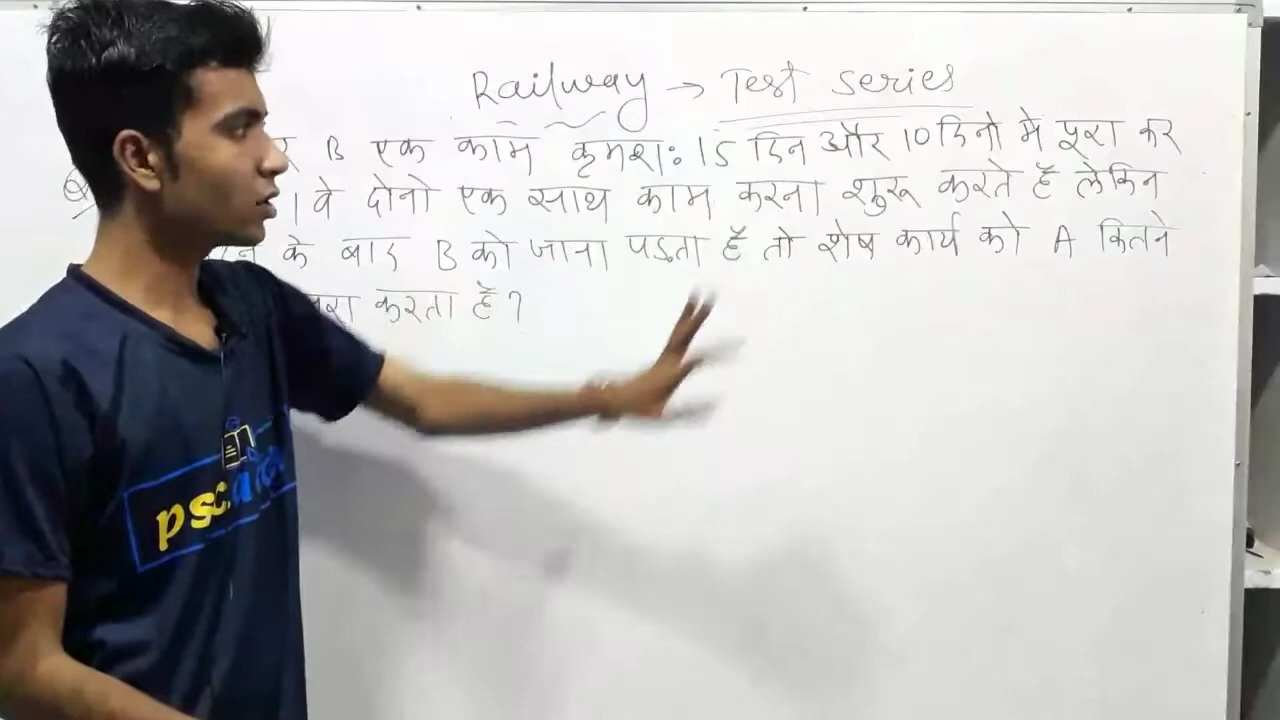 Railway → Test series
B एक काम क्रमश: 15 दिन और 10 दिनो मे पूरा कर
। वे दोनो एक साथ काम करना शुरू करते हैं लेकिन
के बाद B को जाना पड़ता है तो शेष कार्य को A कितने
करता है?
psc